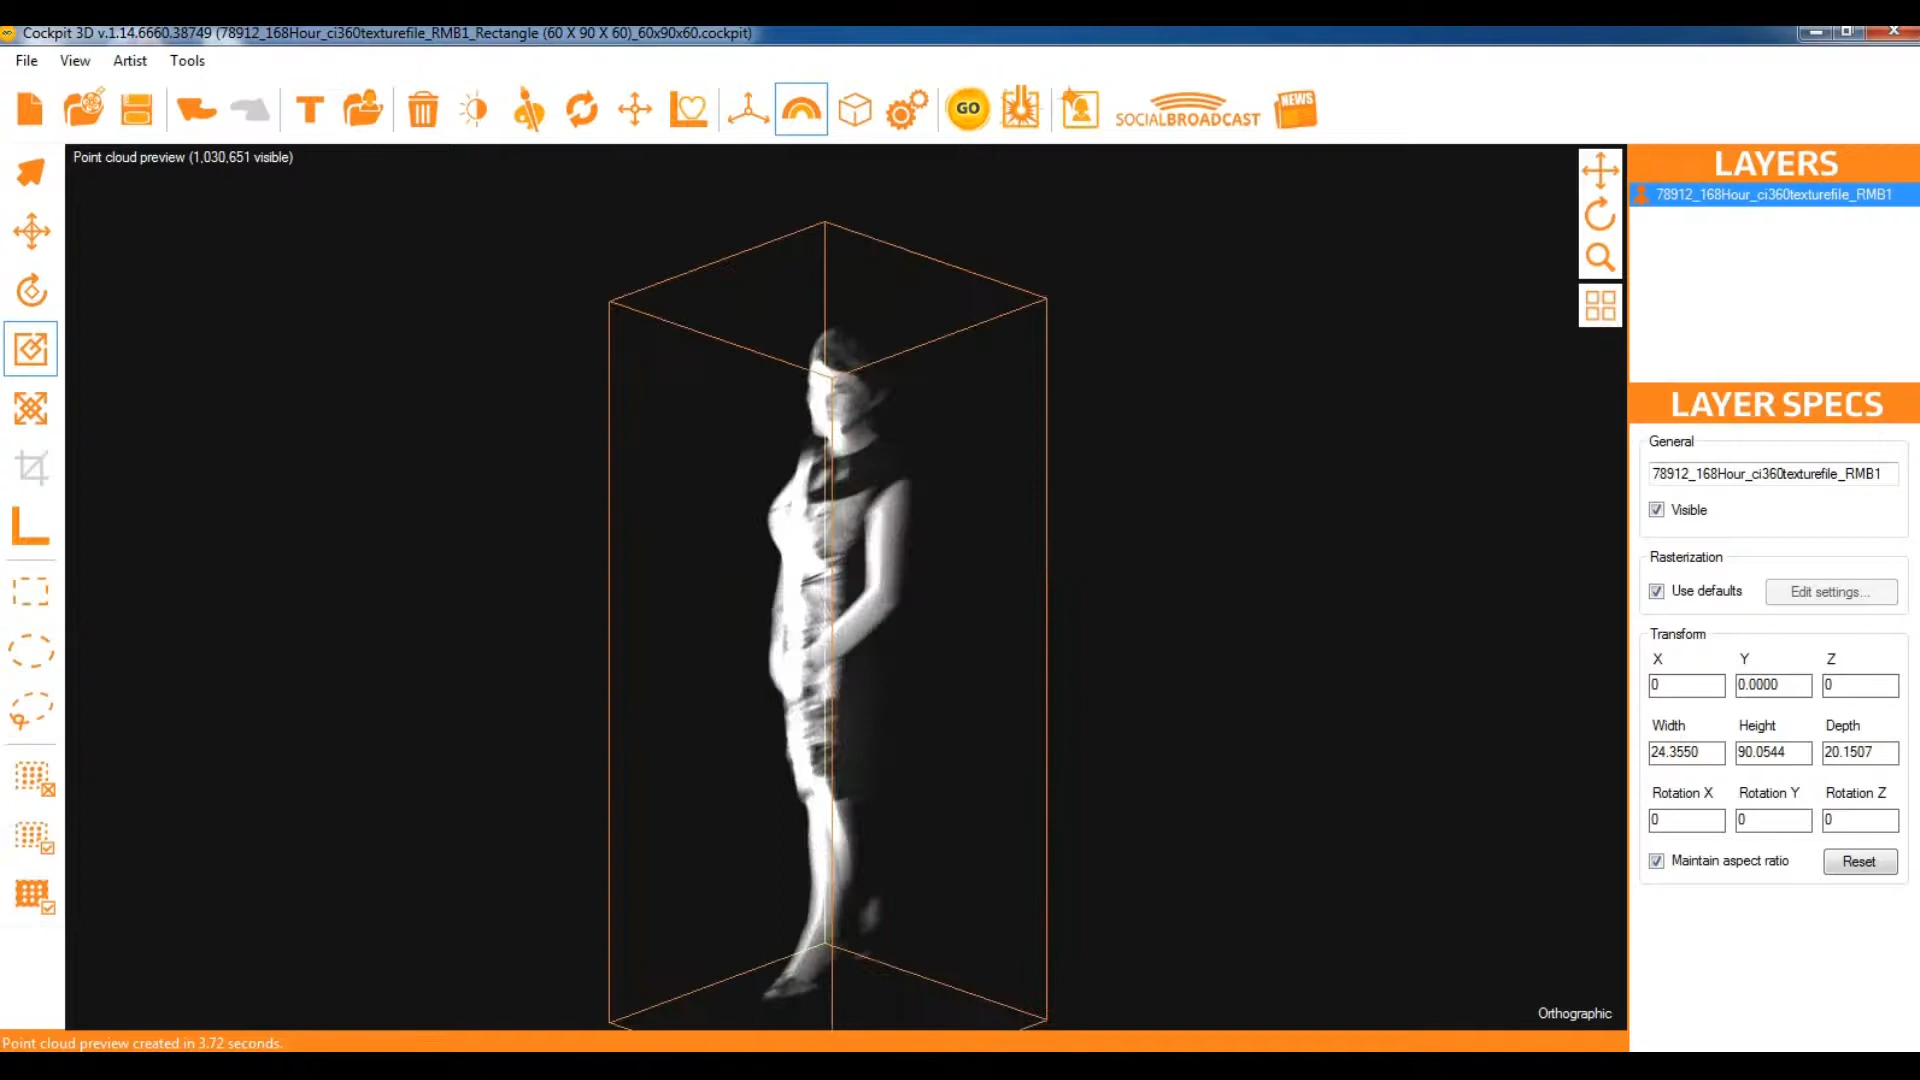 Cockpit 3D v.1.14.6660.38749 (78912_168Hour_ci360texturefile_RMB1_Rectangle (60 X 90 X 60)_60x90x60.cockpit)
File View Artist Tools
T GO SOCIALBROADCAST NEWS
Point cloud preview (1,030,651 visible)
LAYERS
78912_168Hour_ci360texturefile_RMB1
LAYER SPECS
General
78912_168Hour_ci360texturefile_RMB1
Visible
Rasterization
Use defaults Edit settings...
Transform
X Y Z
0 0.0000 0
Width Height Depth
24.3550 90.0544 20.1507
Rotation X Rotation Y Rotation Z
0 0 0
Maintain aspect ratio Reset
Orthographic
Point cloud preview created in 3.72 seconds.